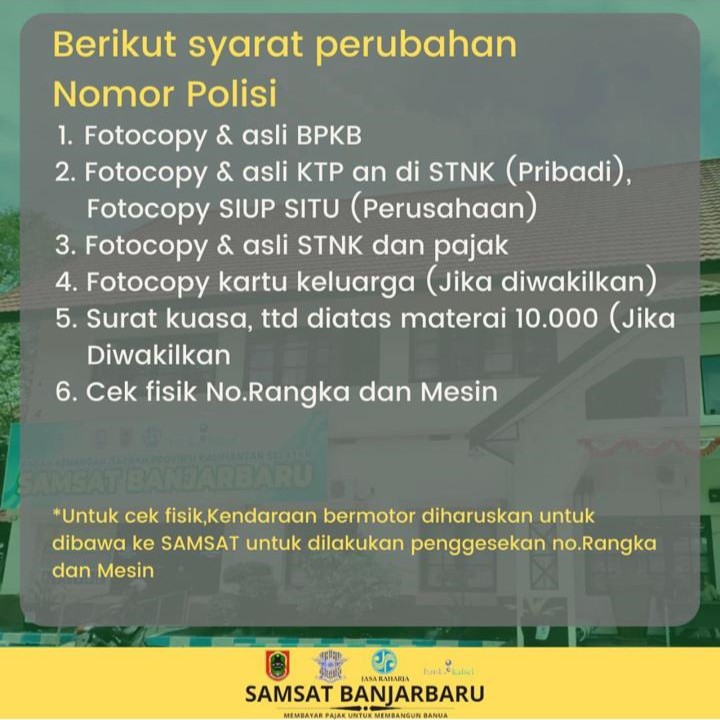 Berikut syarat perubahan
Nomor Polisi
1. Fotocopy & asli BPKB
2. Fotocopy & asli KTP an di STNK (Pribadi),
Fotocopy SIUP SITU (Perusahaan)
3. Fotocopy & asli STNK dan pajak
4. Fotocopy kartu keluarga (Jika diwakilkan)
5. Surat kuasa, ttd diatas materai 10.000 (Jika
Diwakilkan
6. Cek fisik No.Rangka dan Mesin
SAMSAT BANJARBARU
*Untuk cek fisik,Kendaraan bermotor diharuskan untuk
dibawa ke SAMSAT untuk dilakukan penggesekan no.Rangka
dan Mesin
JASA RAHARJA
bank kalsel
SAMSAT BANJARBARU
MEMBAYAR PAJAK UNTUK MEMBANGUN BANUA